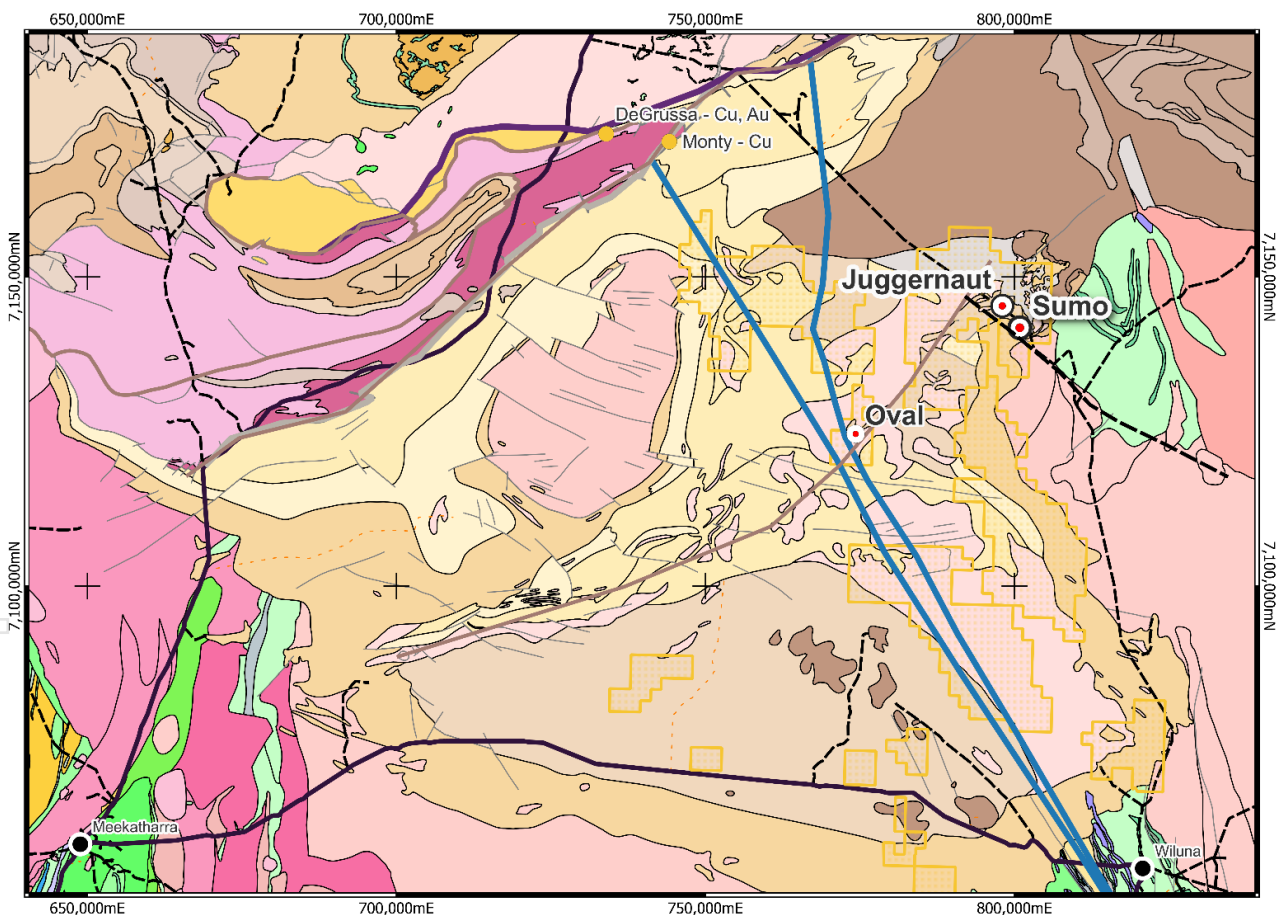 650,000mE 700,000mE 750,000mE 800,000mE
DeGrussa - Cu, Au
Monty - Cu
7,150,000mN
7,150,000mN
Juggernaut
Sumo
Oval
7,100,000mN
7,100,000mN
Meekatharra
Wiluna
650,000mE 700,000mE 750,000mE 800,000mE